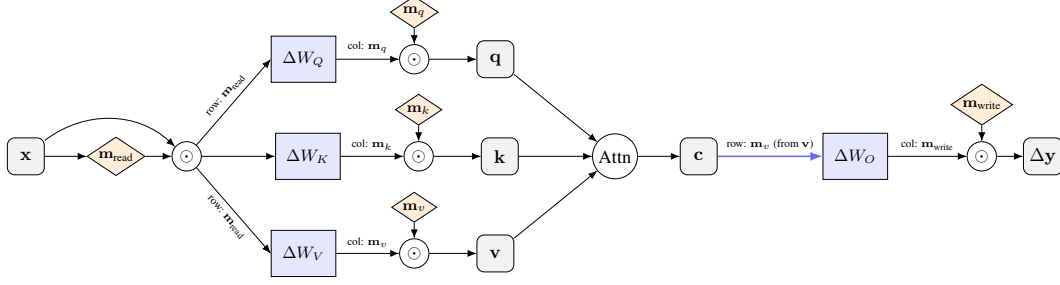 m_q
ΔW_Q
col: m_q
⊙
q
row: m_read
m_k
m_write
x
m_read
⊙
ΔW_K
col: m_k
⊙
k
Attn
c
row: m_v (from v)
ΔW_O
col: m_write
⊙
Δy
row: m_read
m_v
ΔW_V
col: m_v
⊙
v